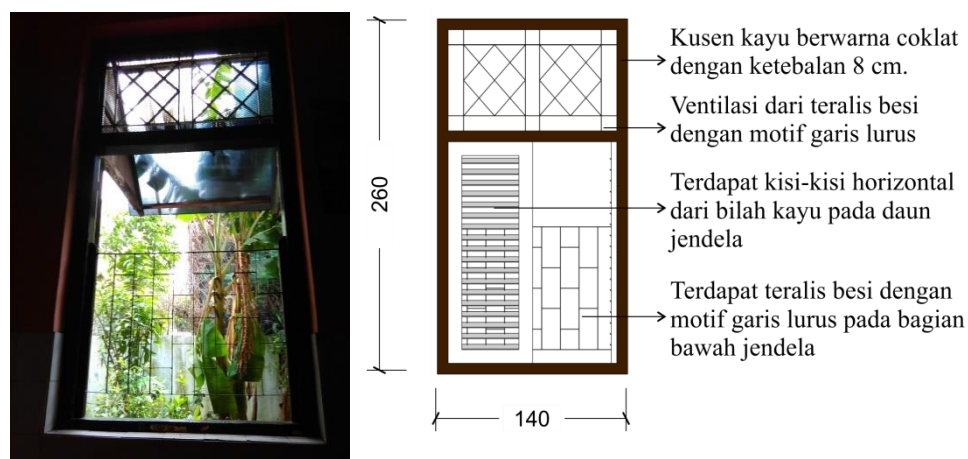 Kusen kayu berwarna coklat
dengan ketebalan 8 cm.
Ventilasi dari teralis besi
dengan motif garis lurus
Terdapat kisi-kisi horizontal
dari bilah kayu pada daun
jendela
Terdapat teralis besi dengan
motif garis lurus pada bagian
bawah jendela
260
140